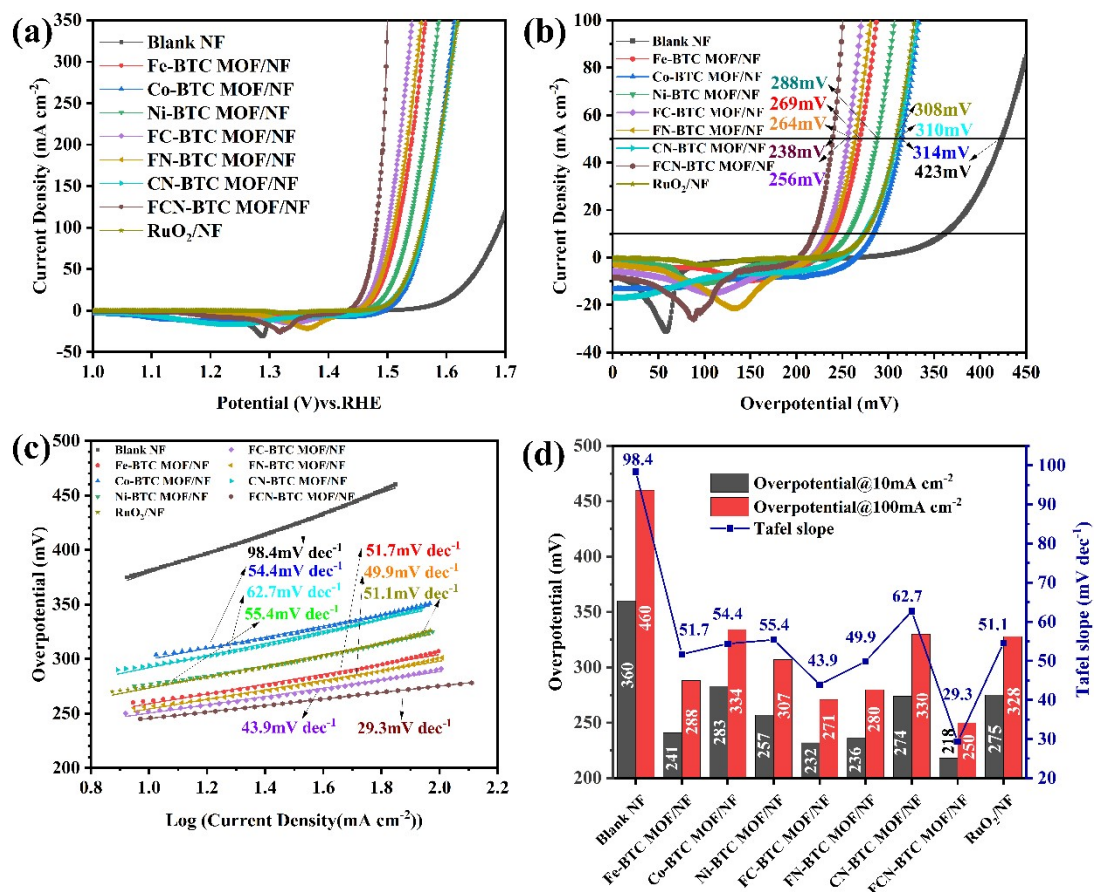 (a)
350
300
250
200
150
100
50
0
-50
Current Density (mA cm⁻²)
Blank NF
Fe-BTC MOF/NF
Co-BTC MOF/NF
Ni-BTC MOF/NF
FC-BTC MOF/NF
FN-BTC MOF/NF
CN-BTC MOF/NF
FCN-BTC MOF/NF
RuO₂/NF
1.0 1.1 1.2 1.3 1.4 1.5 1.6 1.7
Potential (V)vs.RHE
(b)
100
80
60
40
20
0
-20
-40
Current Density (mA cm⁻²)
Blank NF
Fe-BTC MOF/NF
Co-BTC MOF/NF
Ni-BTC MOF/NF
FC-BTC MOF/NF
FN-BTC MOF/NF
CN-BTC MOF/NF
FCN-BTC MOF/NF
RuO₂/NF
288mV
269mV
264mV
238mV
256mV
308mV
310mV
314mV
423mV
0 50 100 150 200 250 300 350 400 450
Overpotential (mV)
(c)
500
450
400
350
300
250
200
Overpotential (mV)
Blank NF
Fe-BTC MOF/NF
Co-BTC MOF/NF
Ni-BTC MOF/NF
RuO₂/NF
FC-BTC MOF/NF
FN-BTC MOF/NF
CN-BTC MOF/NF
FCN-BTC MOF/NF
98.4mV dec⁻¹
54.4mV dec⁻¹
62.7mV dec⁻¹
55.4mV dec⁻¹
51.7mV dec⁻¹
49.9mV dec⁻¹
51.1mV dec⁻¹
43.9mV dec⁻¹
29.3mV dec⁻¹
0.8 1.0 1.2 1.4 1.6 1.8 2.0 2.2
Log (Current Density(mA cm⁻²))
(d)
500
450
400
350
300
250
200
Overpotential (mV)
Overpotential@10mA cm⁻²
Overpotential@100mA cm⁻²
Tafel slope
98.4
51.7
54.4
55.4
43.9
49.9
62.7
29.3
51.1
360
460
241
288
283
334
257
307
232
271
236
280
274
330
218
250
275
328
100
90
80
70
60
50
40
30
20
Tafel slope (mV dec⁻¹)
Blank NF
Fe-BTC MOF/NF
Co-BTC MOF/NF
Ni-BTC MOF/NF
FC-BTC MOF/NF
FN-BTC MOF/NF
CN-BTC MOF/NF
FCN-BTC MOF/NF
RuO₂/NF